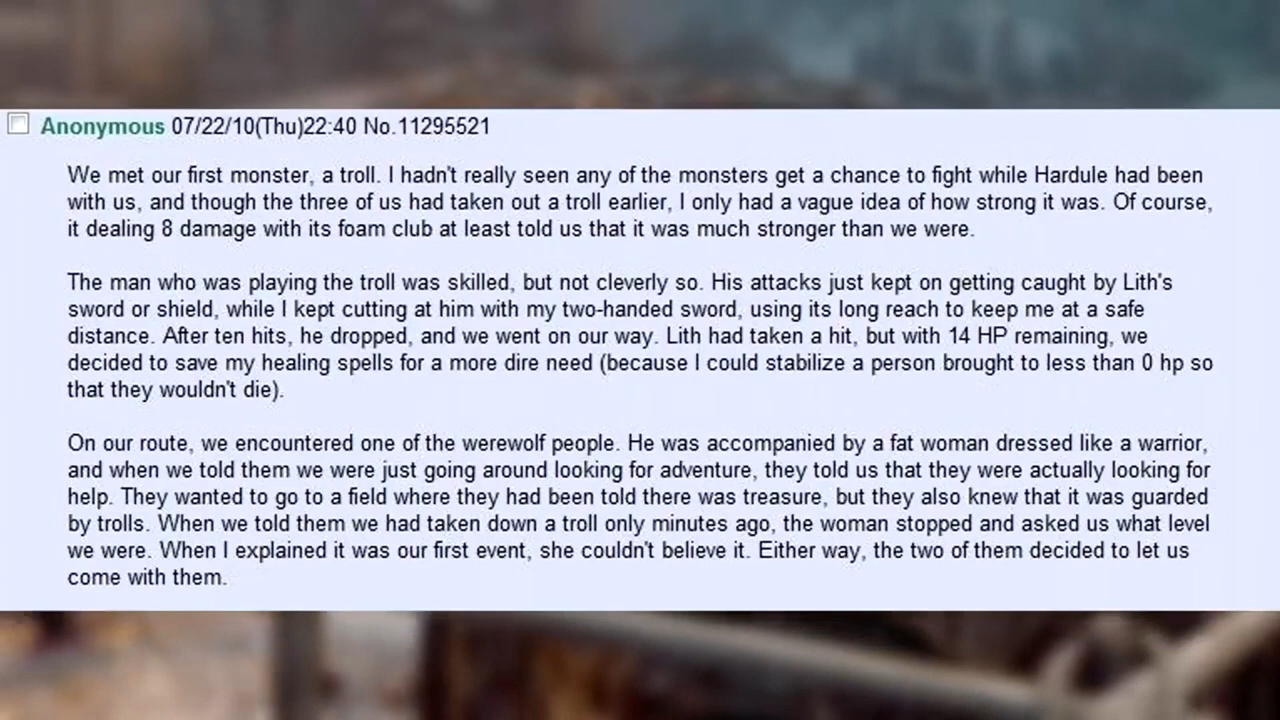 Anonymous 07/22/10(Thu)22:40 No.11295521
We met our first monster, a troll. I hadn't really seen any of the monsters get a chance to fight while Hardule had been
with us, and though the three of us had taken out a troll earlier, I only had a vague idea of how strong it was. Of course,
it dealing 8 damage with its foam club at least told us that it was much stronger than we were.
The man who was playing the troll was skilled, but not cleverly so. His attacks just kept on getting caught by Lith's
sword or shield, while I kept cutting at him with my two-handed sword, using its long reach to keep me at a safe
distance. After ten hits, he dropped, and we went on our way. Lith had taken a hit, but with 14 HP remaining, we
decided to save my healing spells for a more dire need (because I could stabilize a person brought to less than 0 hp so
that they wouldn't die).
On our route, we encountered one of the werewolf people. He was accompanied by a fat woman dressed like a warrior,
and when we told them we were just going around looking for adventure, they told us that they were actually looking for
help. They wanted to go to a field where they had been told there was treasure, but they also knew that it was guarded
by trolls. When we told them we had taken down a troll only minutes ago, the woman stopped and asked us what level
we were. When I explained it was our first event, she couldn't believe it. Either way, the two of them decided to let us
come with them.